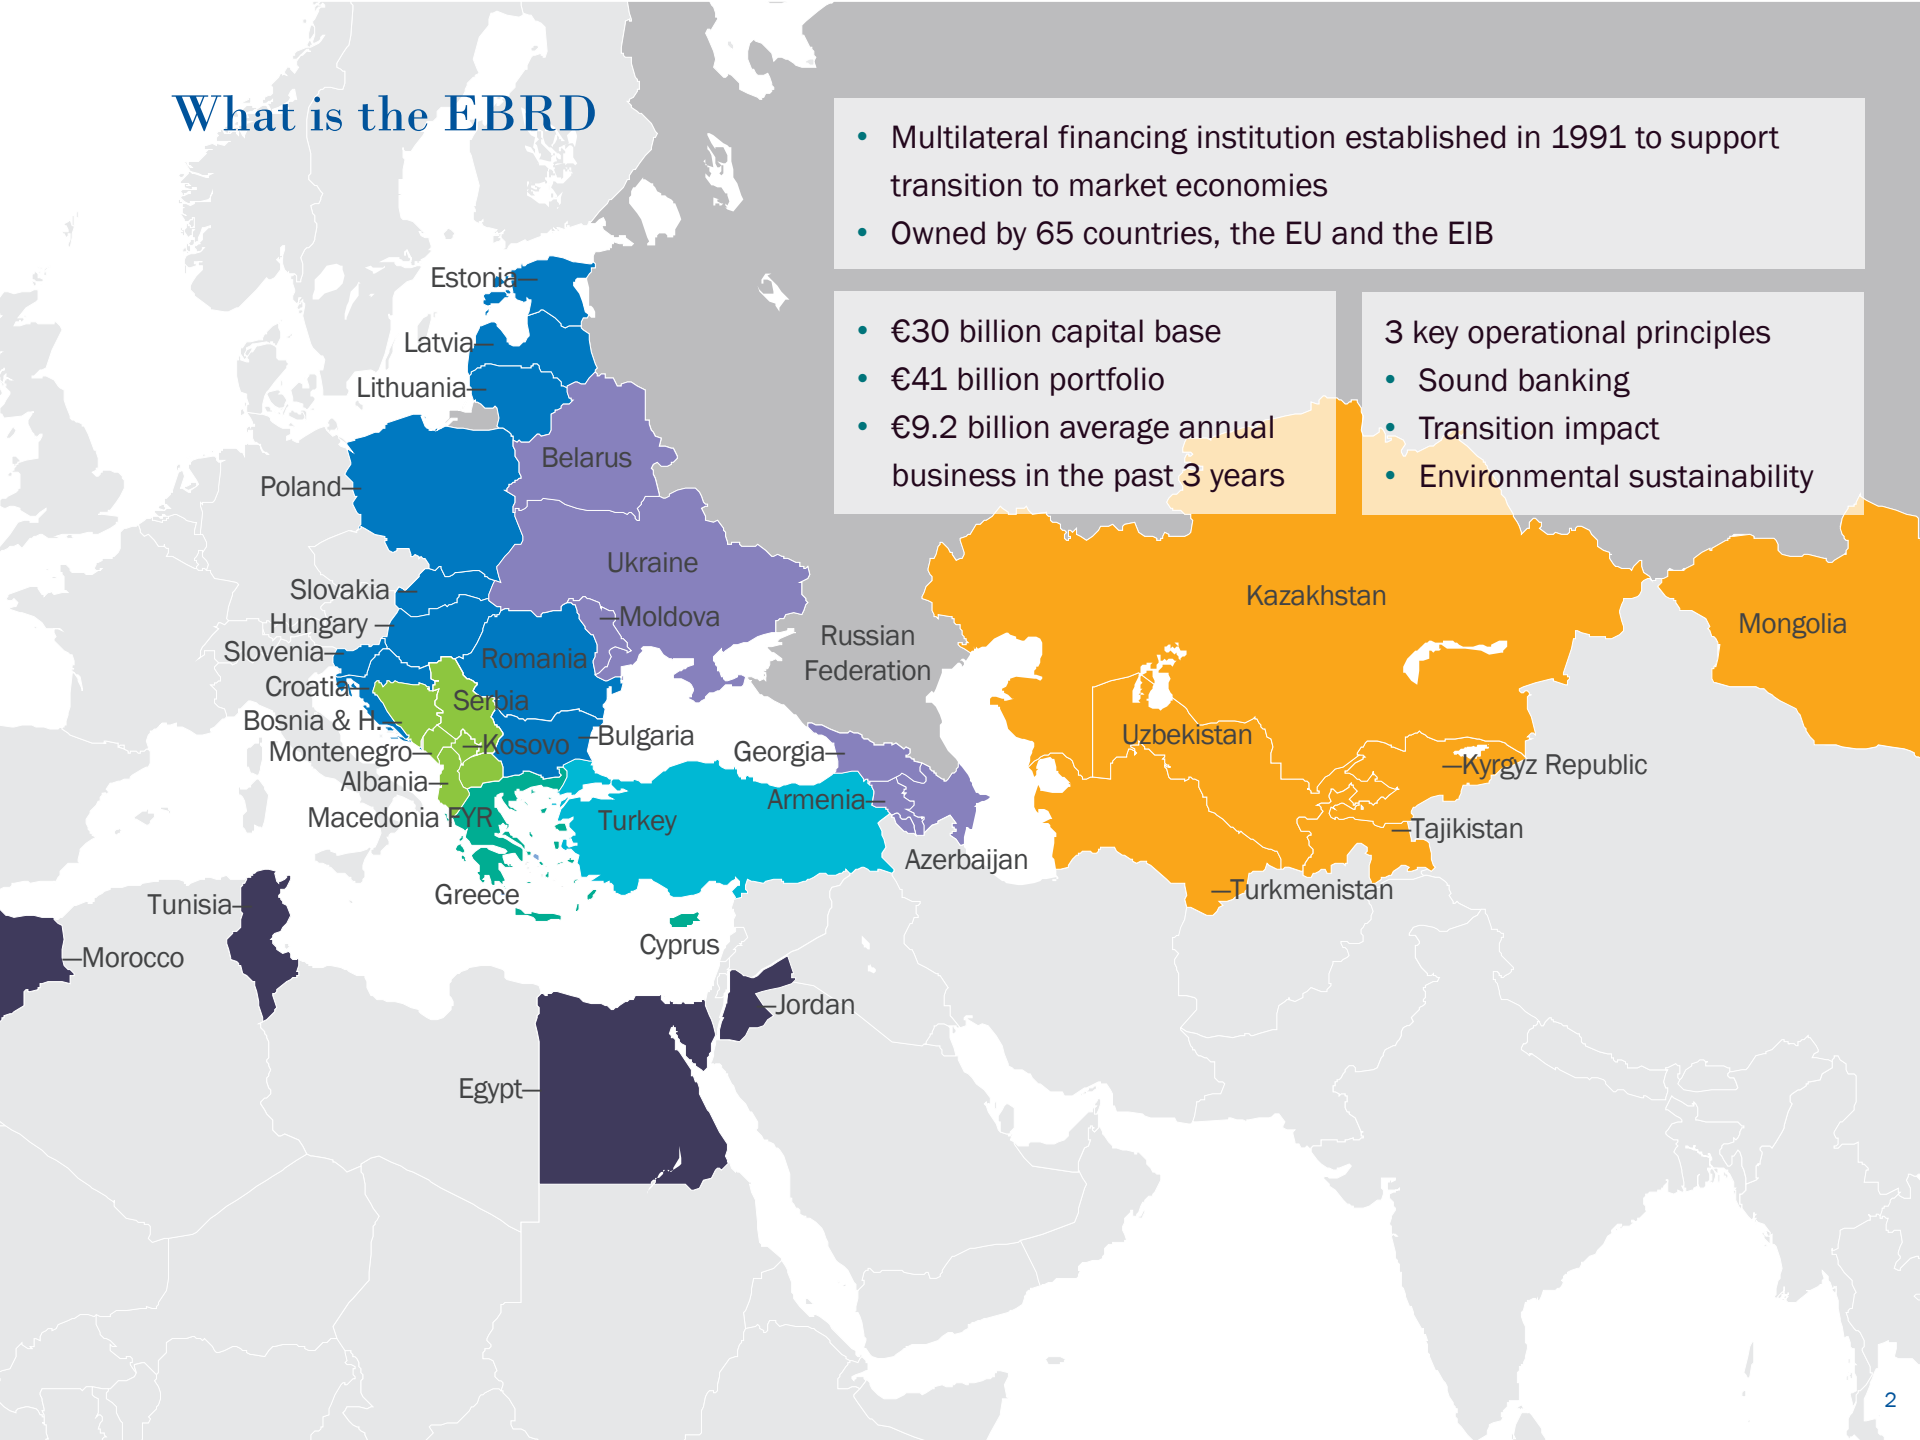 What is the EBRD
• Multilateral financing institution established in 1991 to support
transition to market economies
• Owned by 65 countries, the EU and the EIB
• €30 billion capital base
• €41 billion portfolio
• €9.2 billion average annual
business in the past 3 years
3 key operational principles
• Sound banking
• Transition impact
• Environmental sustainability
Estonia
Latvia
Lithuania
Belarus
Poland
Ukraine
Slovakia
Kazakhstan
Moldova
Hungary
Mongolia
Russian
Federation
Slovenia
Romania
Croatia
Serbia
Bosnia & H.
Bulgaria
Uzbekistan
Kosovo
Montenegro
Georgia
Kyrgyz Republic
Albania
Armenia
Macedonia FYR
Turkey
Tajikistan
Azerbaijan
Greece
Turkmenistan
Tunisia
Cyprus
Morocco
Jordan
Egypt
2